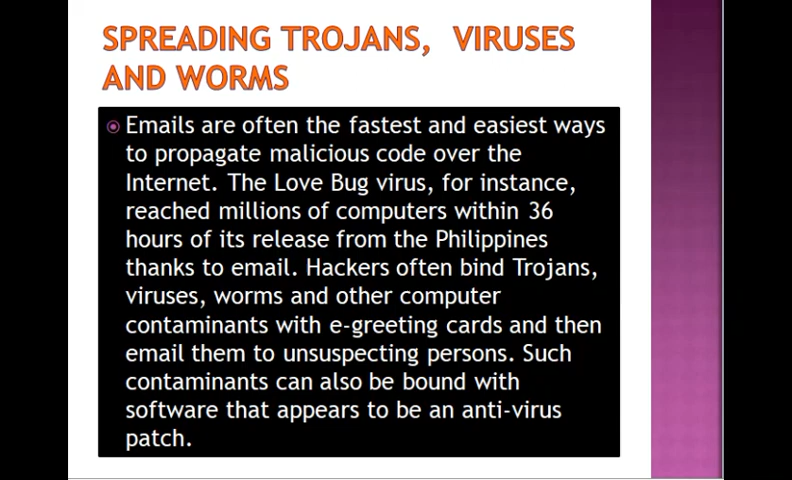 SPREADING TROJANS, VIRUSES
AND WORMS
Emails are often the fastest and easiest ways
to propagate malicious code over the
Internet. The Love Bug virus, for instance,
reached millions of computers within 36
hours of its release from the Philippines
thanks to email. Hackers often bind Trojans,
viruses, worms and other computer
contaminants with e-greeting cards and then
email them to unsuspecting persons. Such
contaminants can also be bound with
software that appears to be an anti-virus
patch.